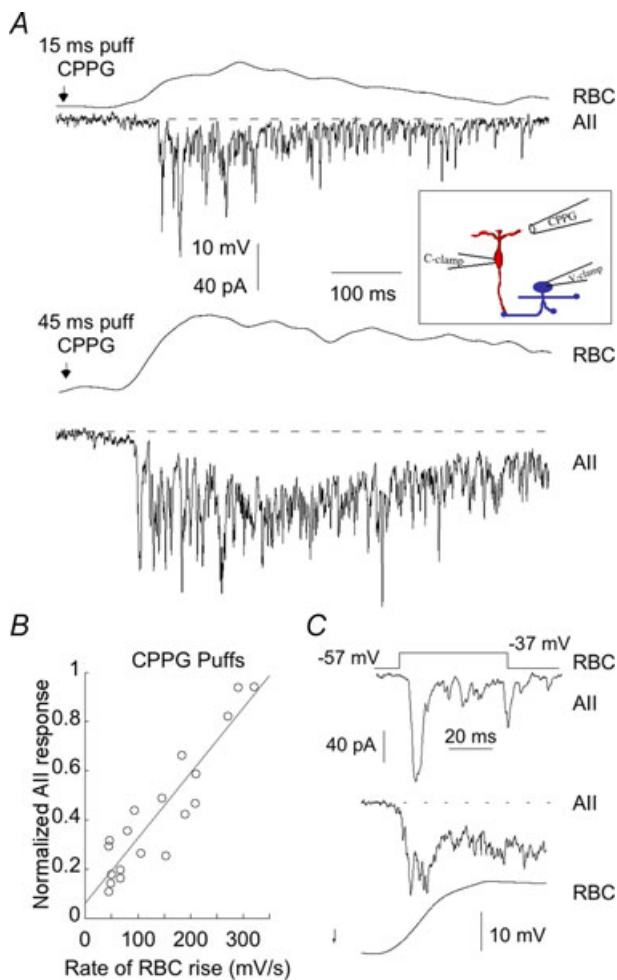 A
15 ms puff
CPPG
RBC
AII
10 mV
40 pA
100 ms
CPPG
C-clamp
V-clamp
45 ms puff
CPPG
RBC
AII
B
CPPG Puffs
Normalized AII response
1
0.8
0.6
0.4
0.2
0
0 100 200 300
Rate of RBC rise (mV/s)
C
-57 mV
-37 mV
RBC
AII
40 pA
20 ms
AII
RBC
10 mV